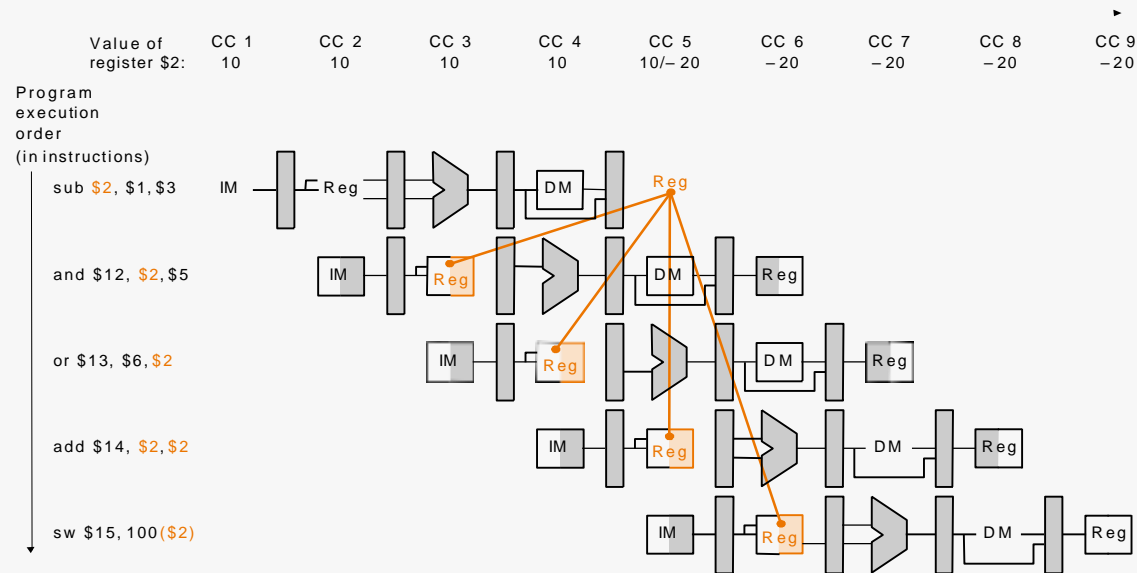 Value of CC 1 CC 2 CC 3 CC 4 CC 5 CC 6 CC 7 CC 8 CC 9
register $2: 10 10 10 10 10/–20 –20 –20 –20 –20
Program
execution
order
(in instructions)
sub $2, $1, $3 IM Reg DM Reg
and $12, $2, $5 IM Reg DM Reg
or $13, $6, $2 IM Reg DM Reg
add $14, $2, $2 IM Reg DM Reg
sw $15, 100($2) IM Reg DM Reg